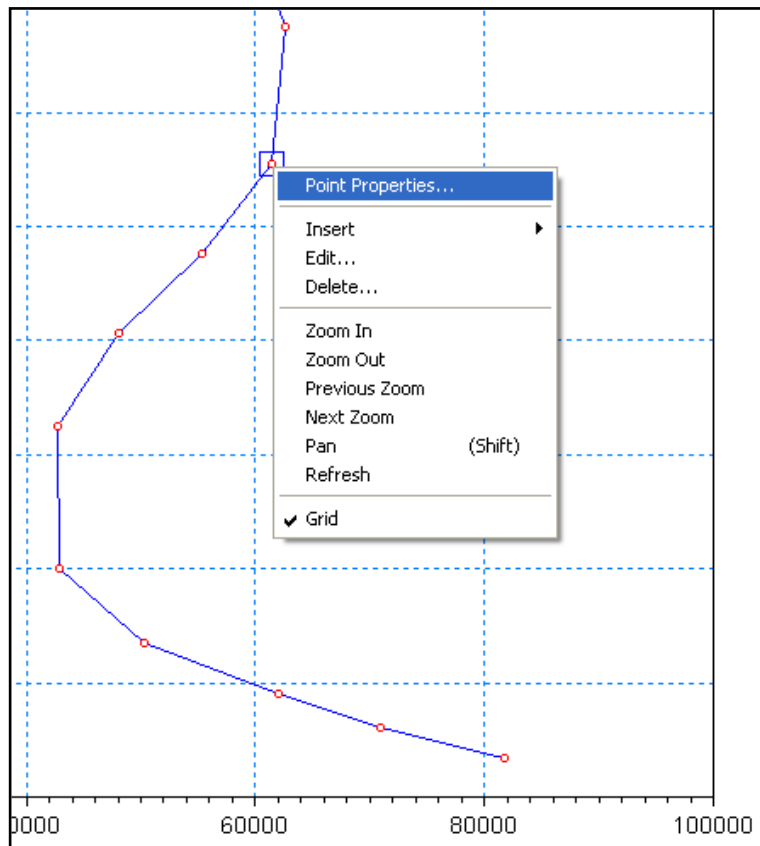 Point Properties...
Insert
Edit...
Delete...
Zoom In
Zoom Out
Previous Zoom
Next Zoom
Pan (Shift)
Refresh
Grid
0000 60000 80000 100000